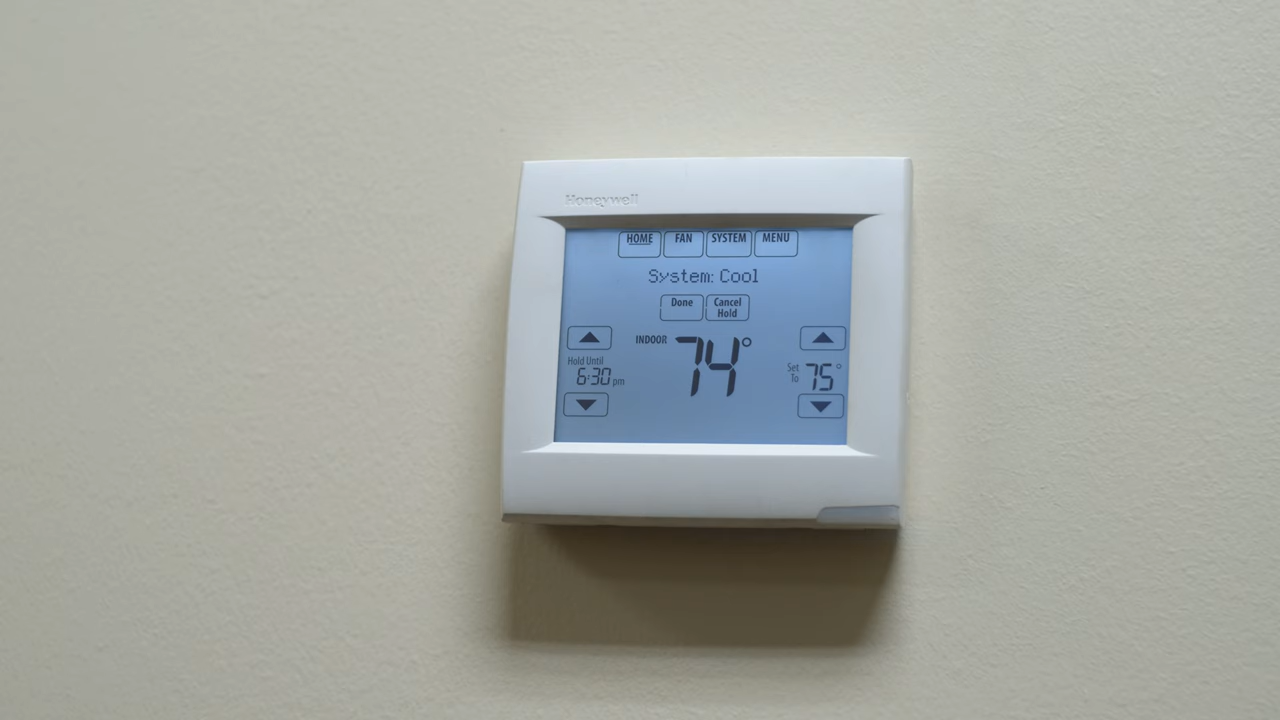 Honeywell
HOME FAN SYSTEM MENU
System: Cool
Done Cancel Hold
INDOOR 74°
Hold Until
6:30 pm
Set To 75°